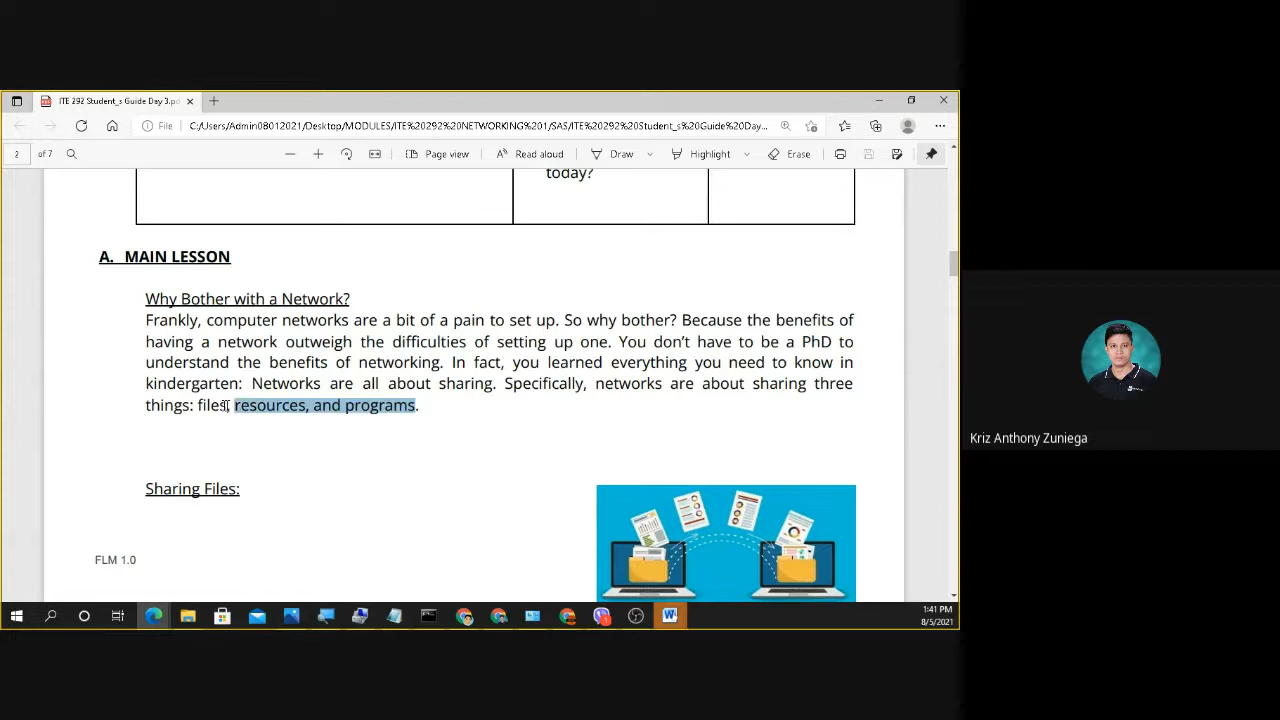 ITE 292 Student_s Guide Day 3.pd
File
C:/Users/Admin08012021/Desktop/MODULES/ITE%20292%20NETWORKING%201/SAS/ITE%20292%20Student_s%20Guide%20Day...
2 of 7
Page view
Read aloud
Draw
Highlight
Erase
today?
A. MAIN LESSON
Why Bother with a Network?
Frankly, computer networks are a bit of a pain to set up. So why bother? Because the benefits of
having a network outweigh the difficulties of setting up one. You don’t have to be a PhD to
understand the benefits of networking. In fact, you learned everything you need to know in
kindergarten: Networks are all about sharing. Specifically, networks are about sharing three
things: files, resources, and programs.
Kriz Anthony Zuniega
Sharing Files:
FLM 1.0
1:41 PM
8/5/2021